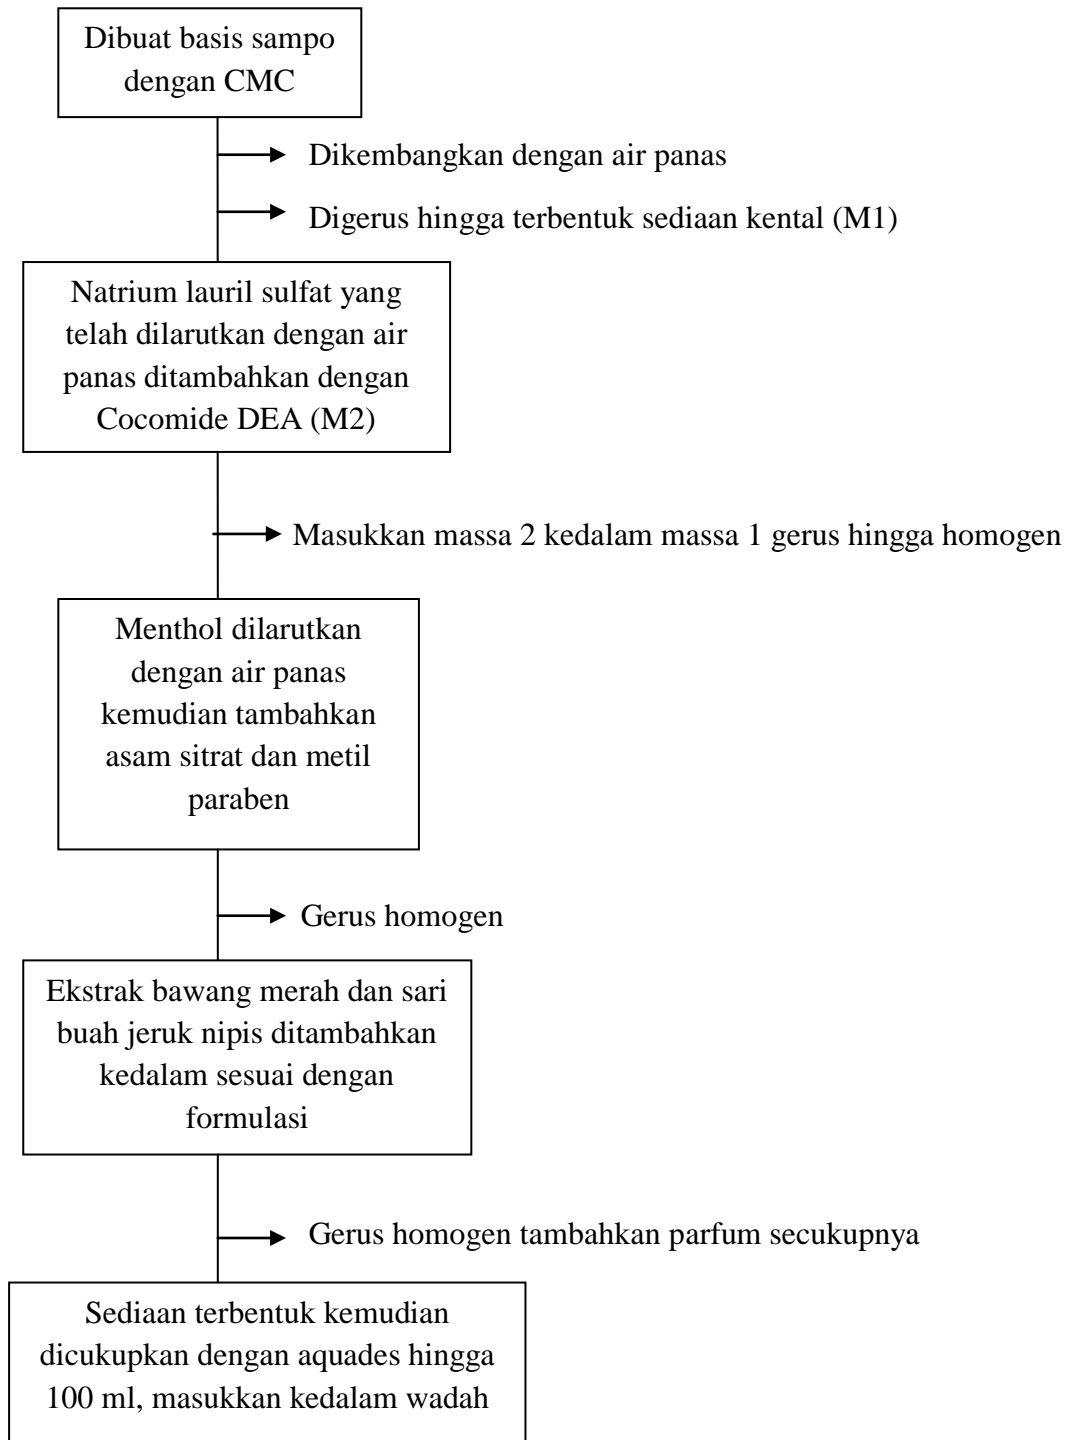 Dibuat basis sampo
dengan CMC
Dikembangkan dengan air panas
Digerus hingga terbentuk sediaan kental (M1)
Natrium lauril sulfat yang
telah dilarutkan dengan air
panas ditambahkan dengan
Cocomide DEA (M2)
Masukkan massa 2 kedalam massa 1 gerus hingga homogen
Menthol dilarutkan
dengan air panas
kemudian tambahkan
asam sitrat dan metil
paraben
Gerus homogen
Ekstrak bawang merah dan sari
buah jeruk nipis ditambahkan
kedalam sesuai dengan
formulasi
Gerus homogen tambahkan parfum secukupnya
Sediaan terbentuk kemudian
dicukupkan dengan aquades hingga
100 ml, masukkan kedalam wadah